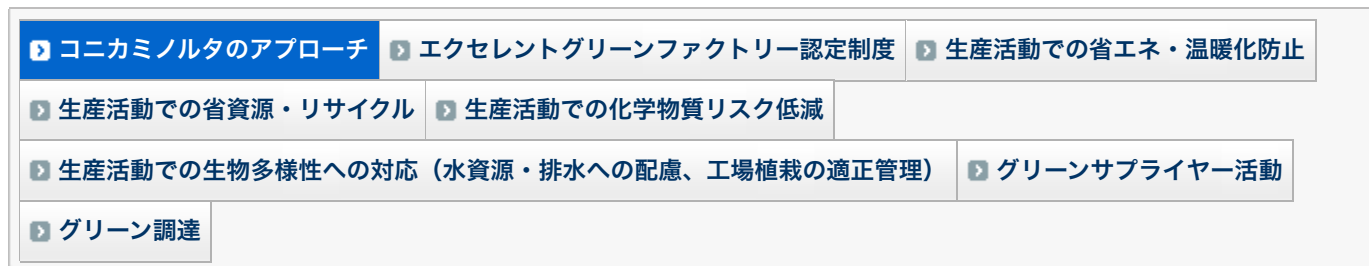 コニカミノルタのアプローチ エクセレントグリーンファクトリー認定制度 生産活動での省エネ・温暖化防止
生産活動での省資源・リサイクル 生産活動での化学物質リスク低減
生産活動での生物多様性への対応（水資源・排水への配慮、工場植栽の適正管理） グリーンサプライヤー活動
グリーン調達